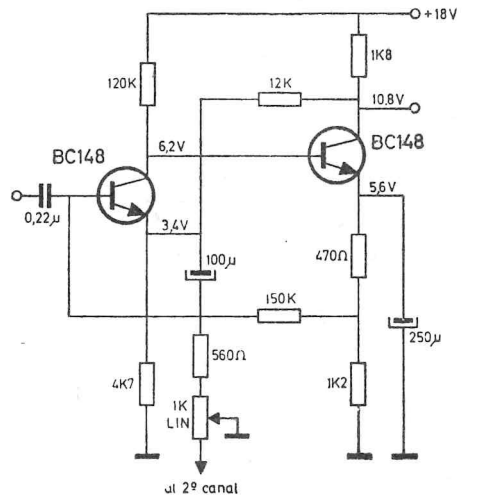 +18V
1K8
120K
12K
10,8V
BC148
6,2V
BC148
5,6V
0,22µ
3,4V
100µ
470Ω
150K
250µ
560Ω
4K7
1K
LIN
1K2
al 2º canal